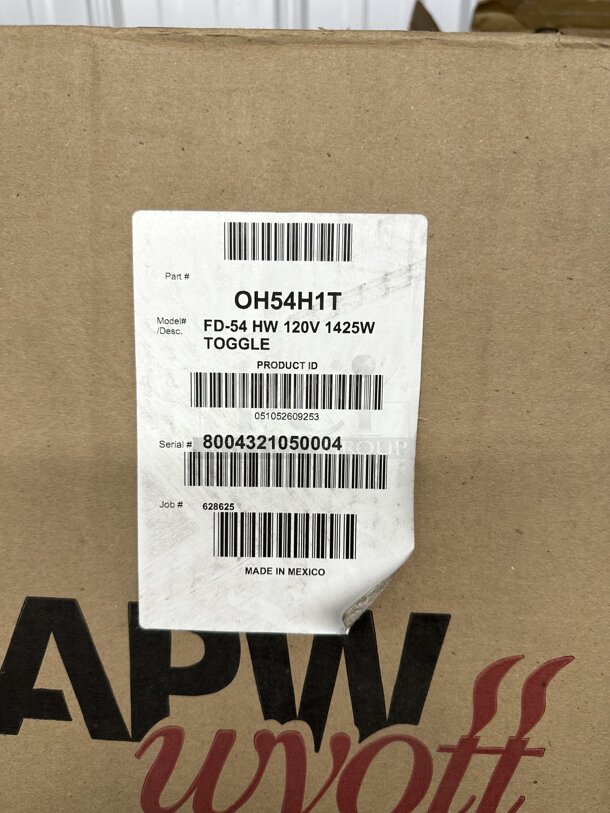 Part #
OH54H1T
Model#
/Desc.
FD-54 HW 120V 1425W
TOGGLE
PRODUCT ID
051052609253
Serial # 8004321050004
Job # 628625
MADE IN MEXICO
APW
wyott